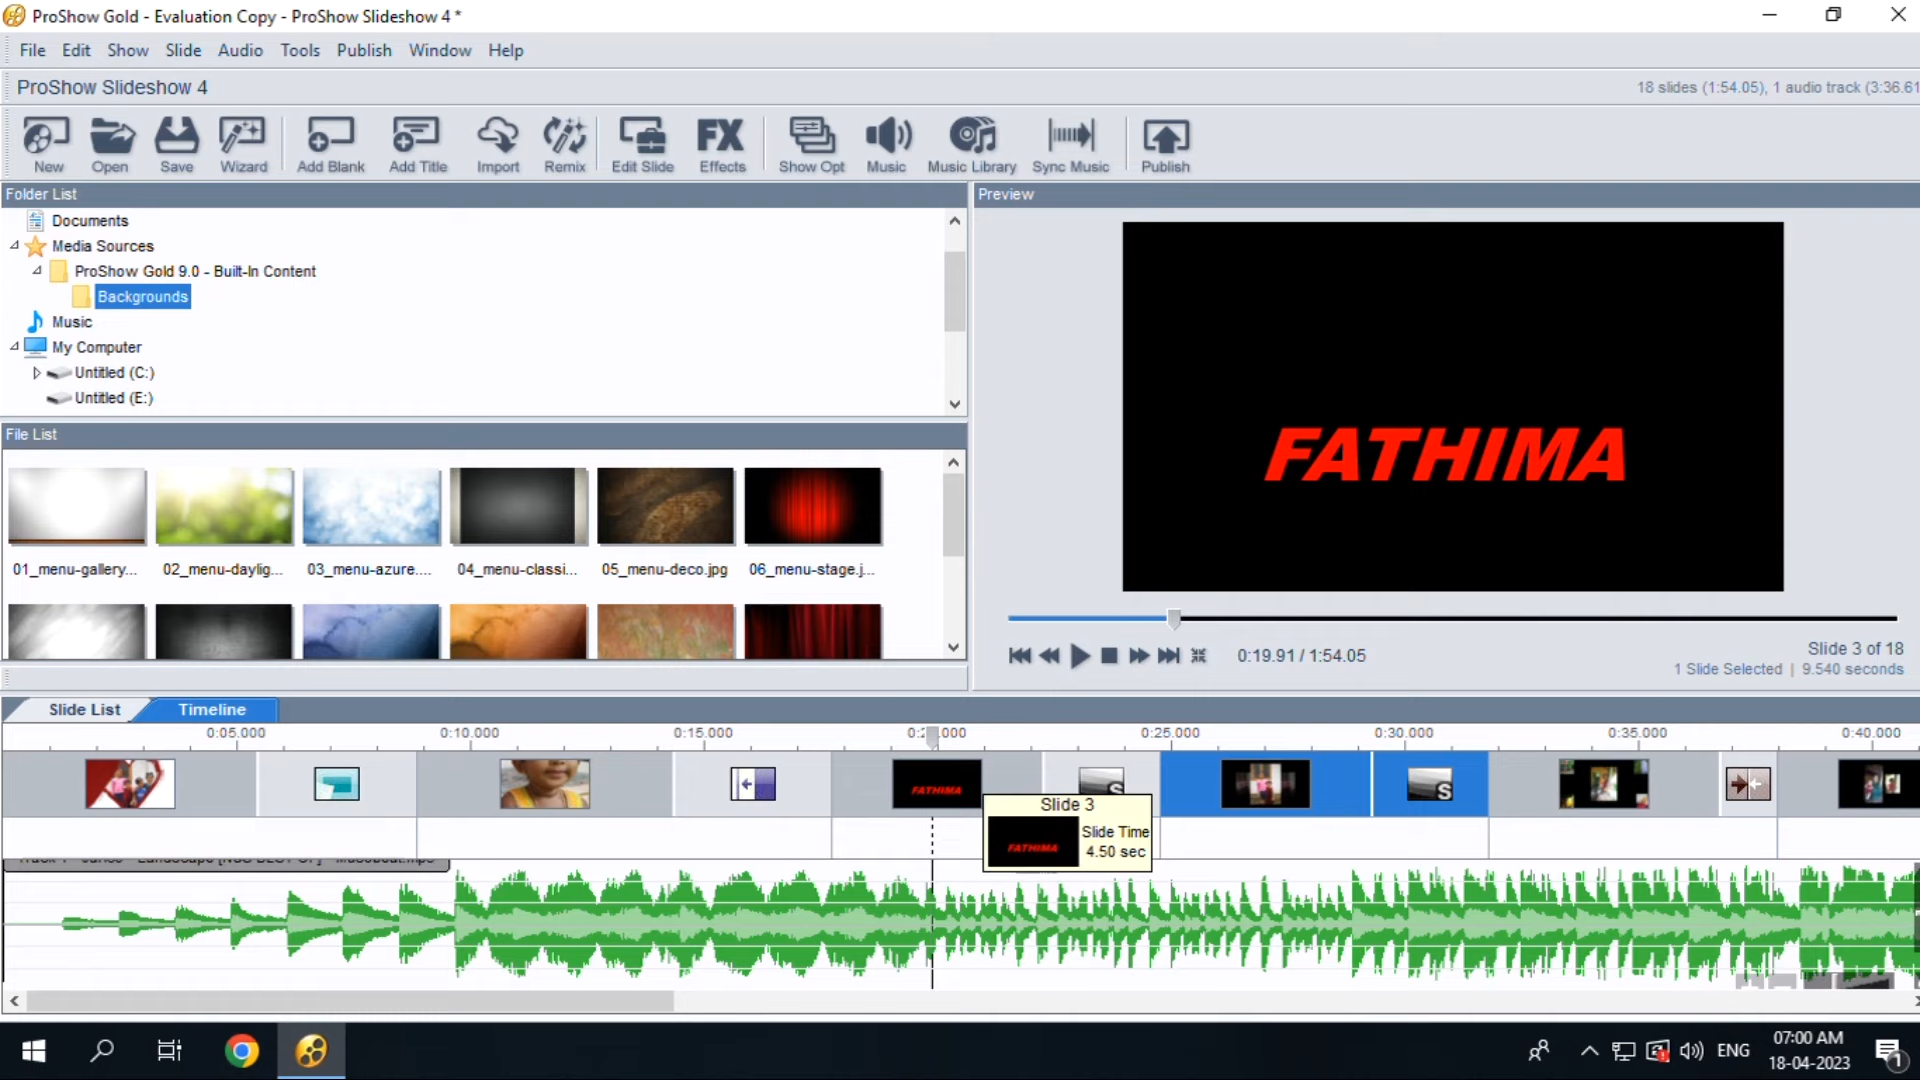 ProShow Gold - Evaluation Copy - ProShow Slideshow 4 *
File Edit Show Slide Audio Tools Publish Window Help
ProShow Slideshow 4
18 slides (1:54.05), 1 audio track (3:36.61
New Open Save Wizard Add Blank Add Title Import Remix Edit Slide FX Effects Show Opt Music Music Library Sync Music Publish
Folder List
Documents
Media Sources
ProShow Gold 9.0 - Built-In Content
Backgrounds
Music
My Computer
Untitled (C:)
Untitled (E:)
File List
01_menu-gallery... 02_menu-daylig... 03_menu-azure.... 04_menu-classi... 05_menu-deco.jpg 06_menu-stage.j...
Preview
FATHIMA
0:19.91 / 1:54.05
Slide 3 of 18
1 Slide Selected | 9.540 seconds
Slide List Timeline
0:05.000 0:10.000 0:15.000 0:25.000 0:30.000 0:35.000 0:40.000
FATHIMA
S
S
Slide 3
FATHIMA
Slide Time
4.50 sec
ENG
07:00 AM
18-04-2023
1